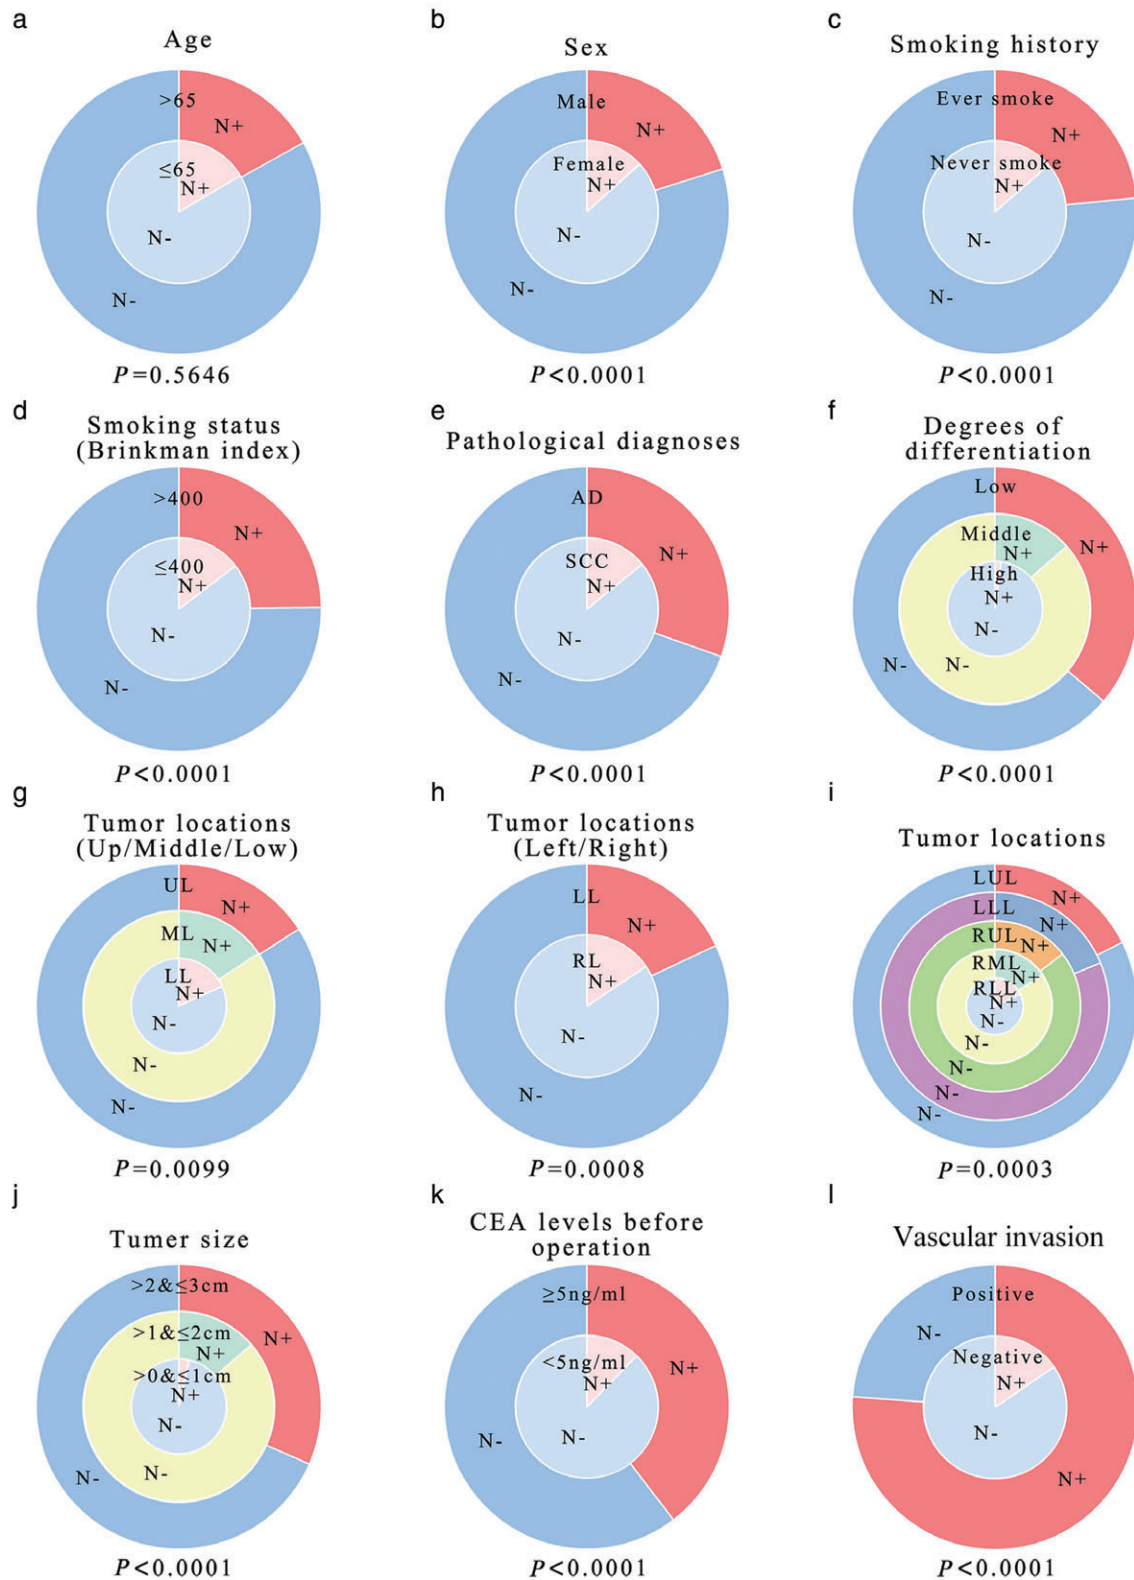 a
Age
>65
N+
≤65
N+
N-
N-
P=0.5646
b
Sex
Male
N+
Female
N+
N-
N-
P<0.0001
c
Smoking history
Ever smoke
N+
Never smoke
N+
N-
N-
P<0.0001
d
Smoking status
(Brinkman index)
>400
N+
≤400
N+
N-
N-
P<0.0001
e
Pathological diagnoses
AD
N+
SCC
N+
N-
N-
P<0.0001
f
Degrees of
differentiation
Low
Middle
N+
N+
High
N+
N-
N-
N-
P<0.0001
g
Tumor locations
(Up/Middle/Low)
UL
N+
ML
N+
LL
N+
N-
N-
N-
P=0.0099
h
Tumor locations
(Left/Right)
LL
N+
RL
N+
N-
N-
P=0.0008
i
Tumor locations
LUL
N+
LLL
N+
RUL
N+
RML
N+
RLL
N+
N-
N-
N-
N-
N-
P=0.0003
j
Tumer size
>2&≤3cm
N+
>1&≤2cm
N+
>0&≤1cm
N+
N-
N-
N-
P<0.0001
k
CEA levels before
operation
≥5ng/ml
<5ng/ml
N+
N+
N-
N-
P<0.0001
l
Vascular invasion
Positive
N-
Negative
N+
N-
N+
P<0.0001